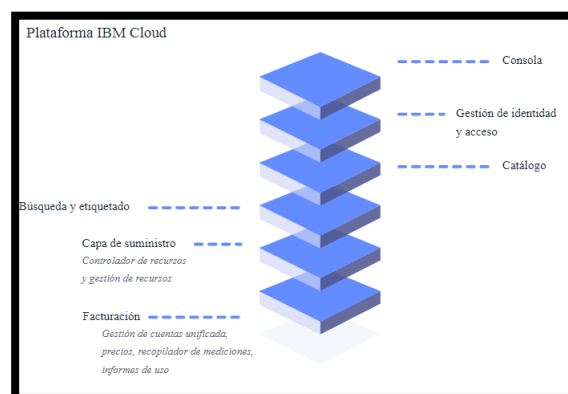 Plataforma IBM Cloud
Consola
Gestión de identidad
y acceso
Catálogo
Búsqueda y etiquetado
Capa de suministro
Controlador de recursos
y gestión de recursos
Facturación
Gestión de cuentas unificada,
precios, recopilador de mediciones,
informes de uso